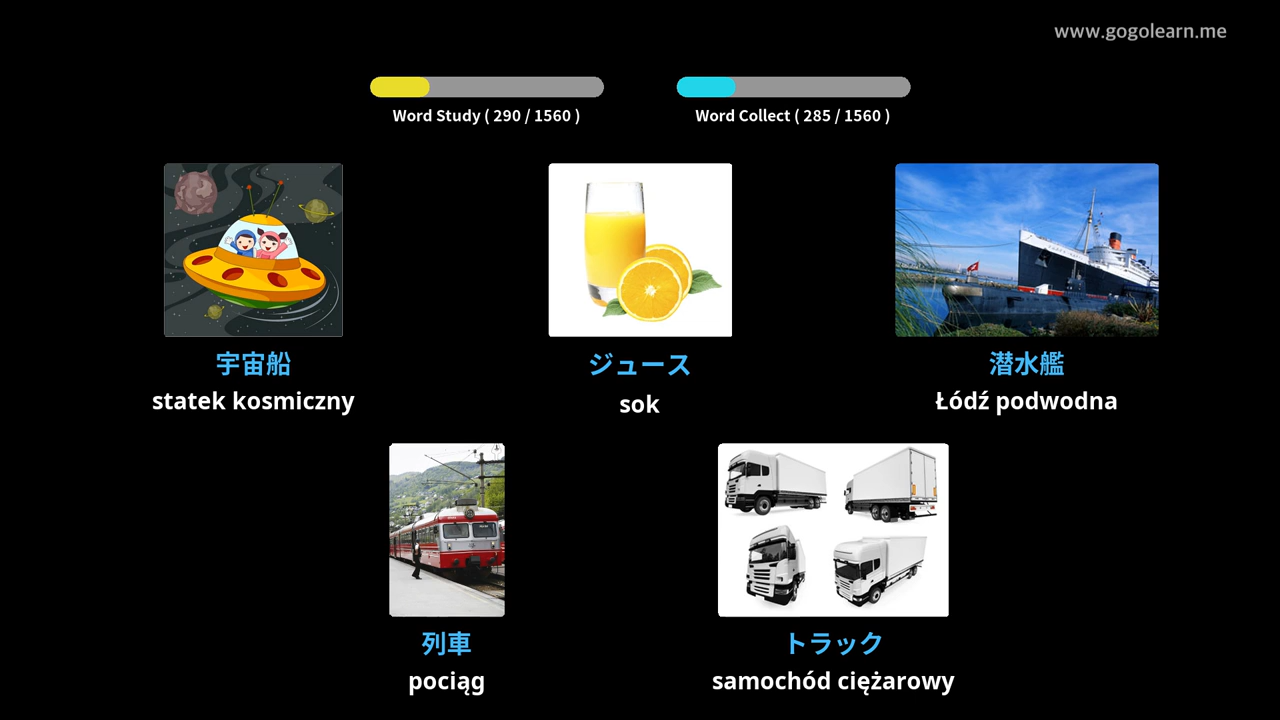 www.gogolearn.me
Word Study ( 290 / 1560 )
Word Collect ( 285 / 1560 )
宇宙船
statek kosmiczny
ジュース
sok
潜水艦
Łódź podwodna
列車
pociąg
トラック
samochód ciężarowy